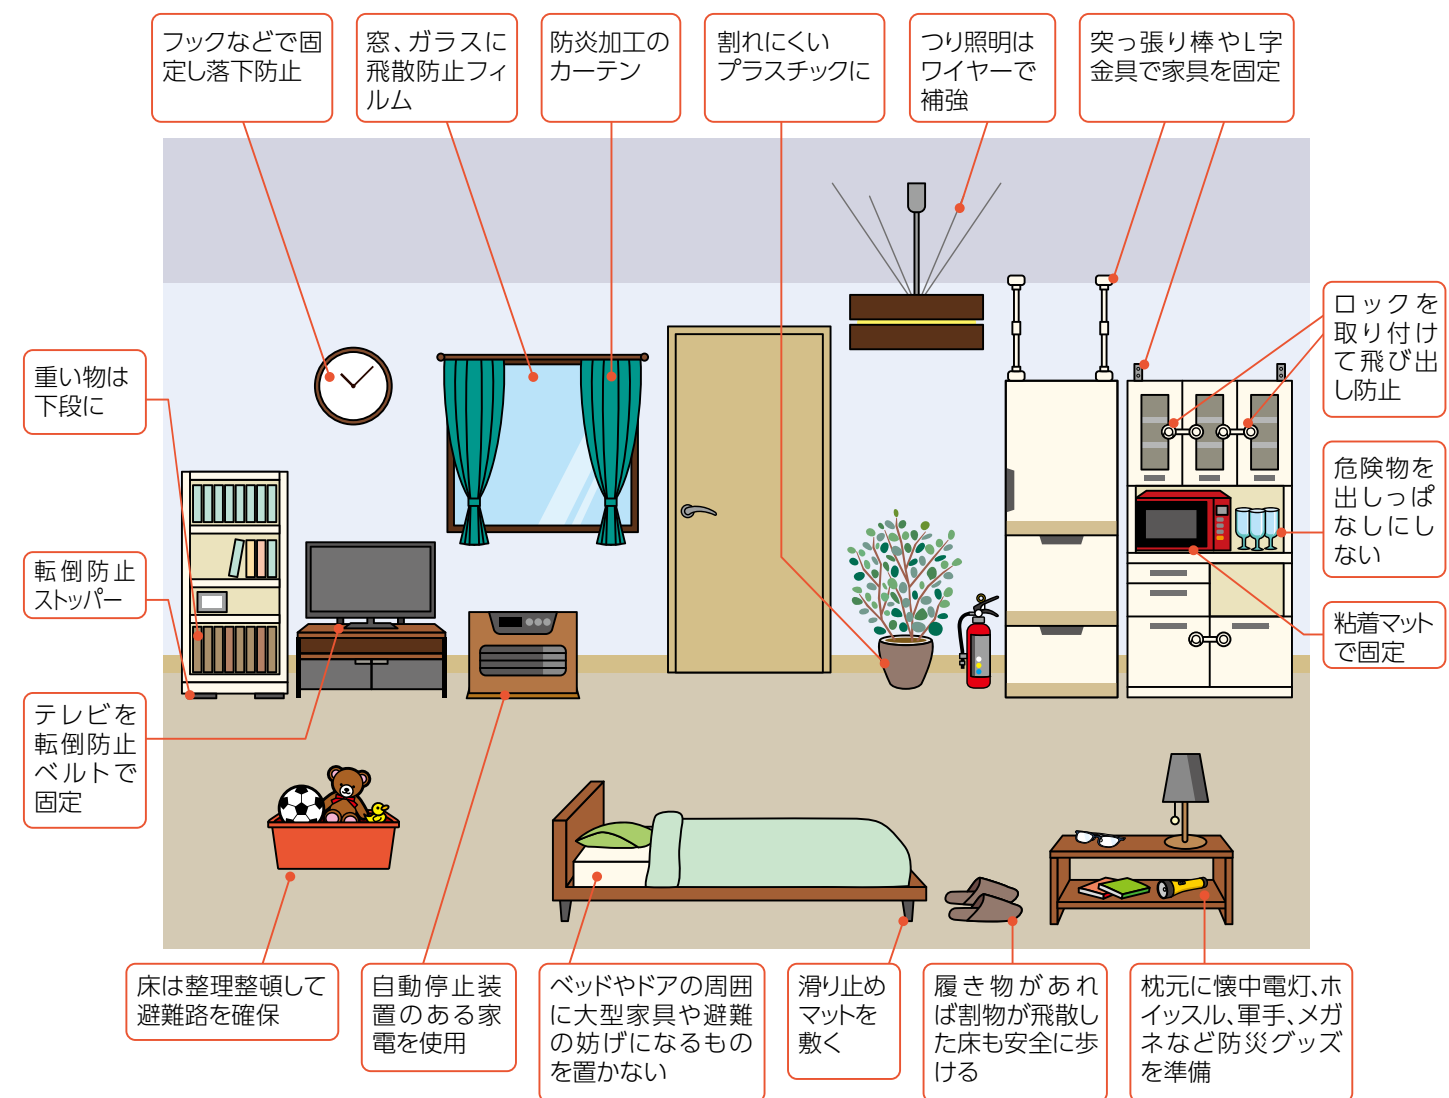 フックなどで固
定し落下防止
窓、ガラスに
飛散防止フィ
ルム
防炎加工の
カーテン
割れにくい
プラスチックに
つり照明は
ワイヤーで
補強
突っ張り棒やL字
金具で家具を固定
重い物は
下段に
転倒防止
ストッパー
テレビを
転倒防止
ベルトで
固定
ロックを
取り付け
て飛び出
し防止
危険物を
出しっぱ
なしにし
ない
粘着マット
で固定
床は整理整頓して
避難路を確保
自動停止装
置のある家
電を使用
ベッドやドアの周囲
に大型家具や避難
の妨げになるもの
を置かない
滑り止め
マットを
敷く
履き物があれ
ば割物が飛散し
た床も安全に歩
ける
枕元に懐中電灯、ホ
イッスル、軍手、メガ
ネなど防災グッズ
を準備